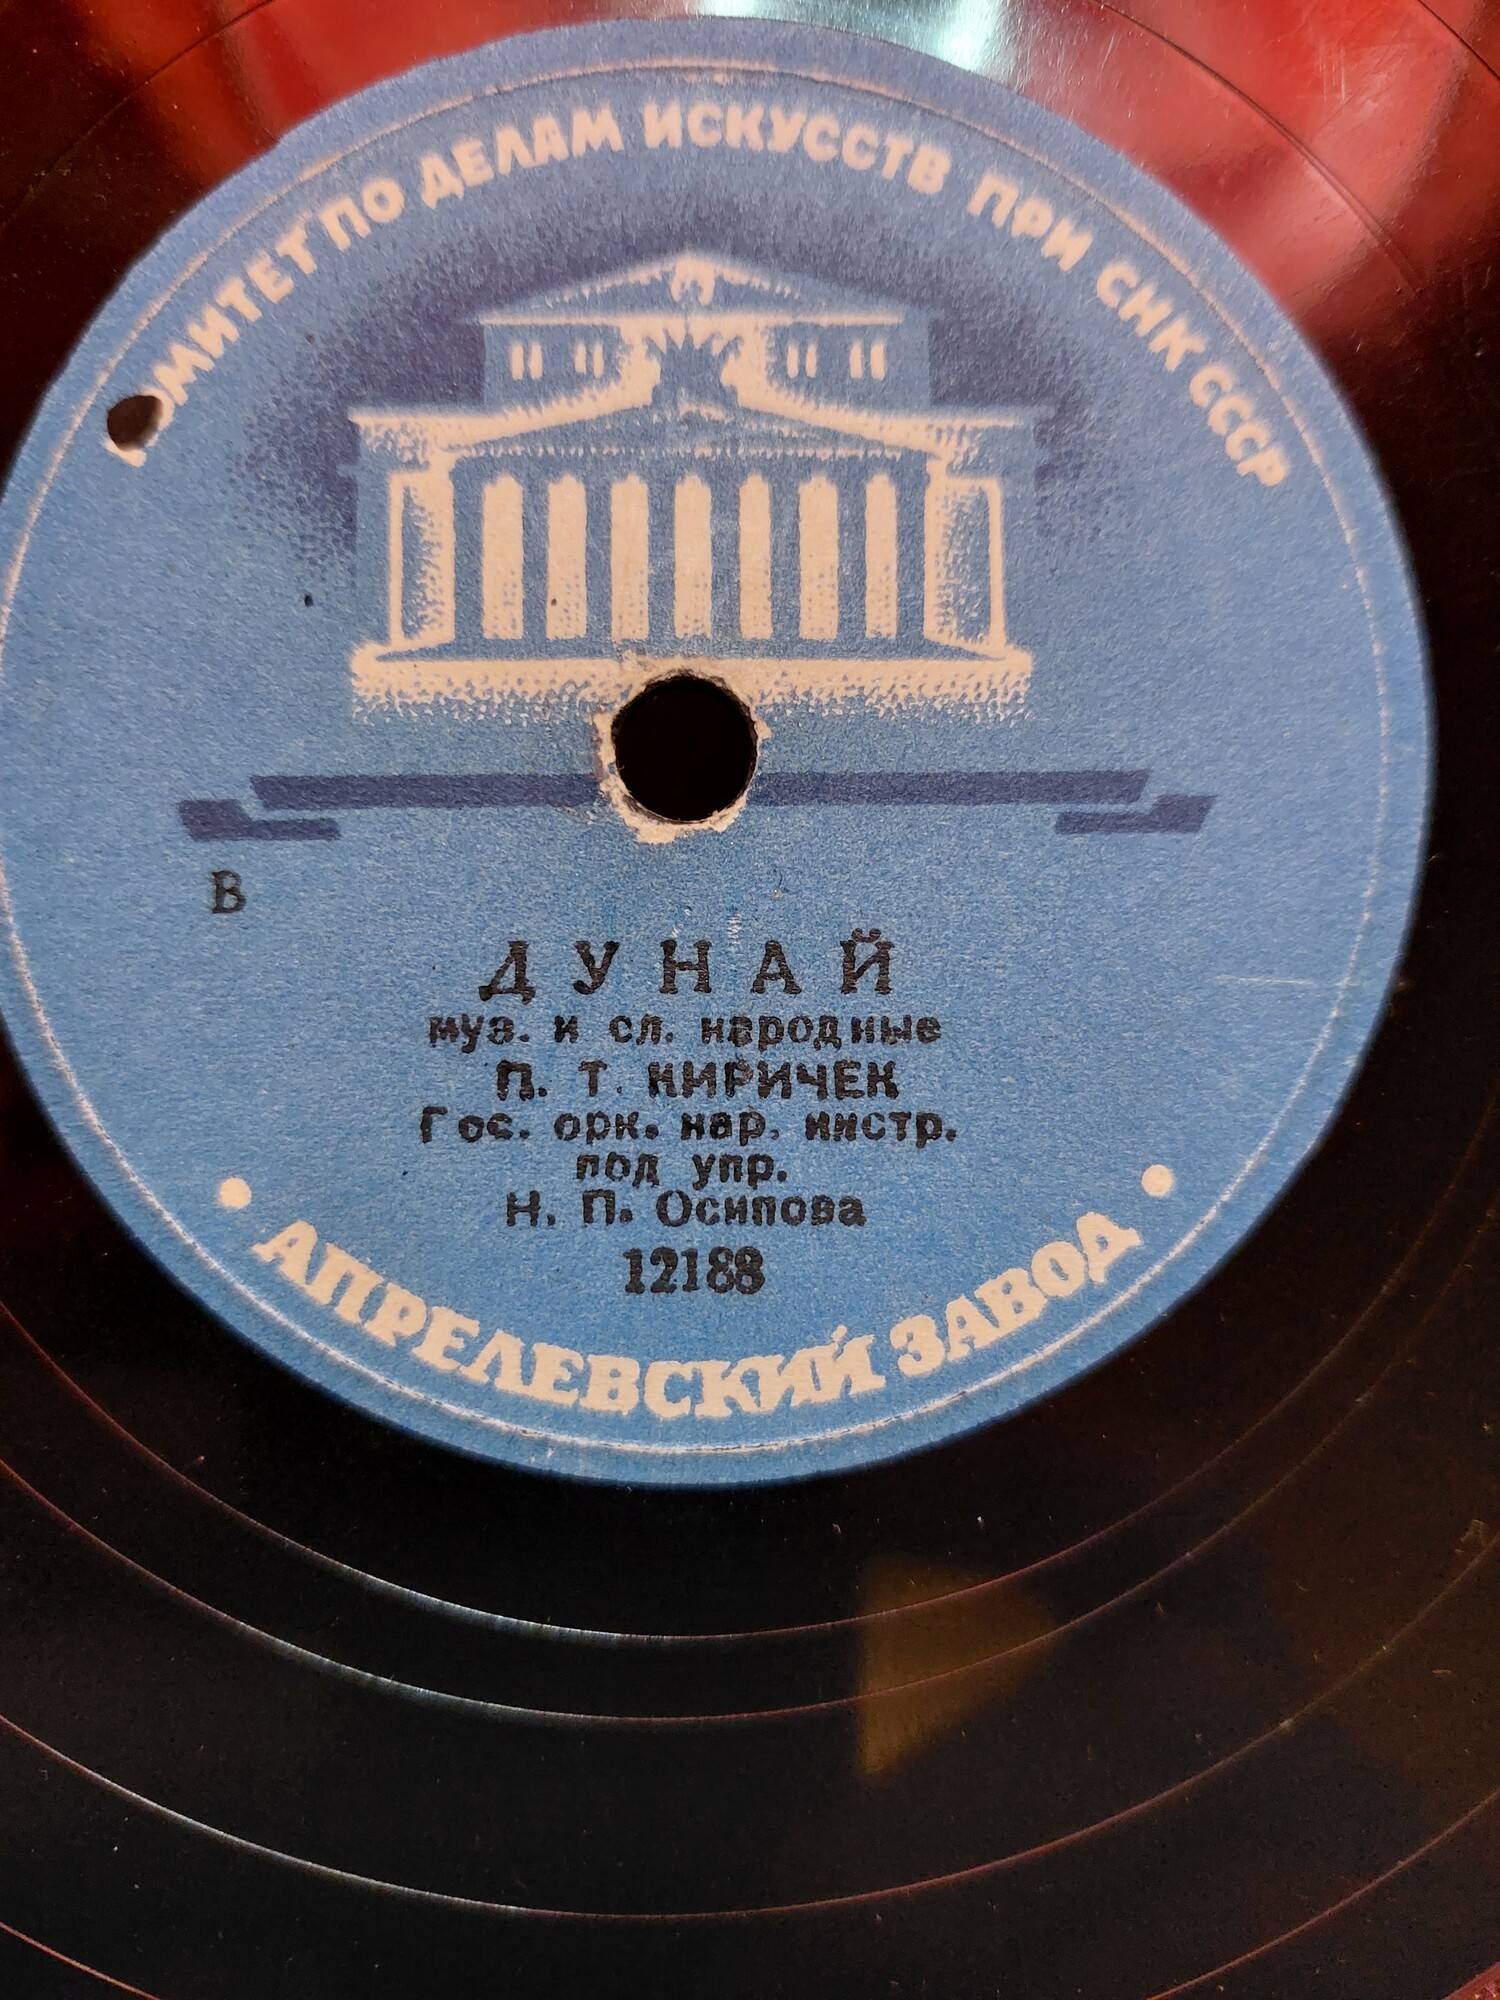 КОМИТЕТ ПО ДЕЛАМ ИСКУССТВ ПРИ СНК СССР
В
ДУНАЙ
муз. и сл. народные
П. Т. КИРИЧЕК
Гос. орк. нар. инстр.
под упр.
Н. П. Осипова
12188
• АПРЕЛЕВСКИЙ ЗАВОД •